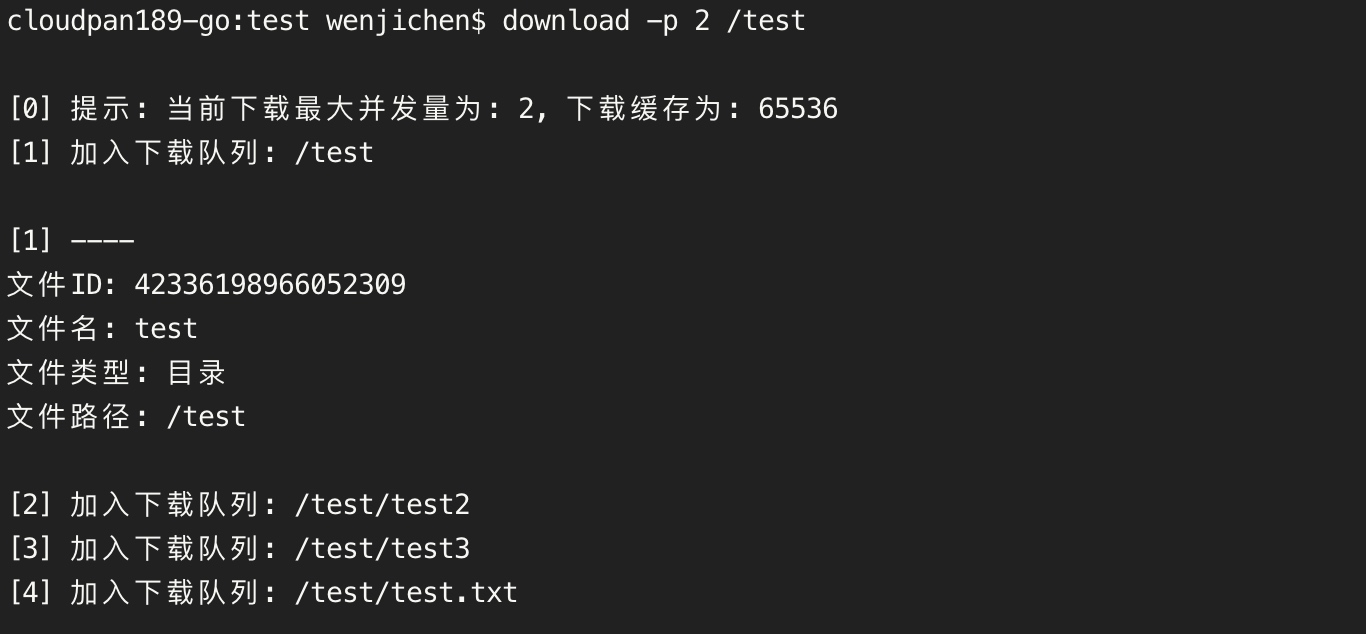 cloudpan189-go:test wenjichen$ download -p 2 /test
[0] 提示: 当前下载最大并发量为: 2, 下载缓存为: 65536
[1] 加入下载队列: /test
[1] ----
文件ID: 42336198966052309
文件名: test
文件类型: 目录
文件路径: /test
[2] 加入下载队列: /test/test2
[3] 加入下载队列: /test/test3
[4] 加入下载队列: /test/test.txt